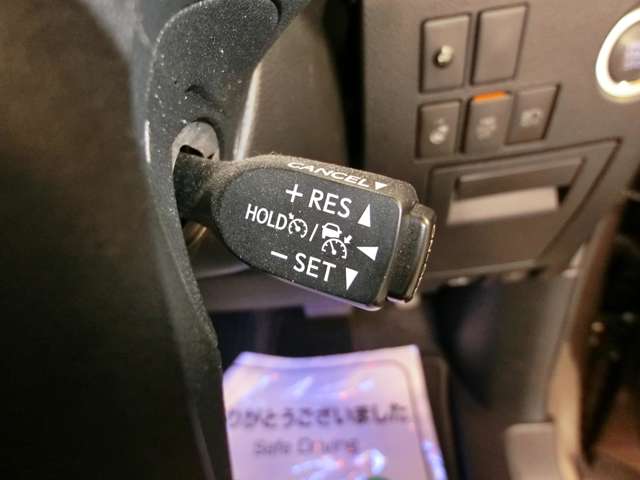 CANCEL▼
+ RES ▲
HOLD / ◀
− SET ▼
りがとうございました
Safe Driving